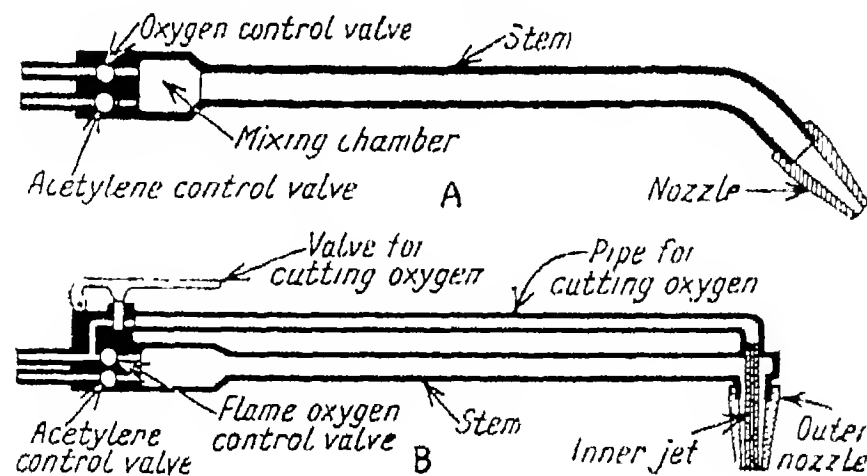 Oxygen control valve
Stem
Mixing chamber
Acetylene control valve
A
Nozzle
Valve for
cutting oxygen
Pipe for
cutting oxygen
Acetylene
control valve
Flame oxygen
control valve
B
Stem
Inner jet
Outer
nozzle